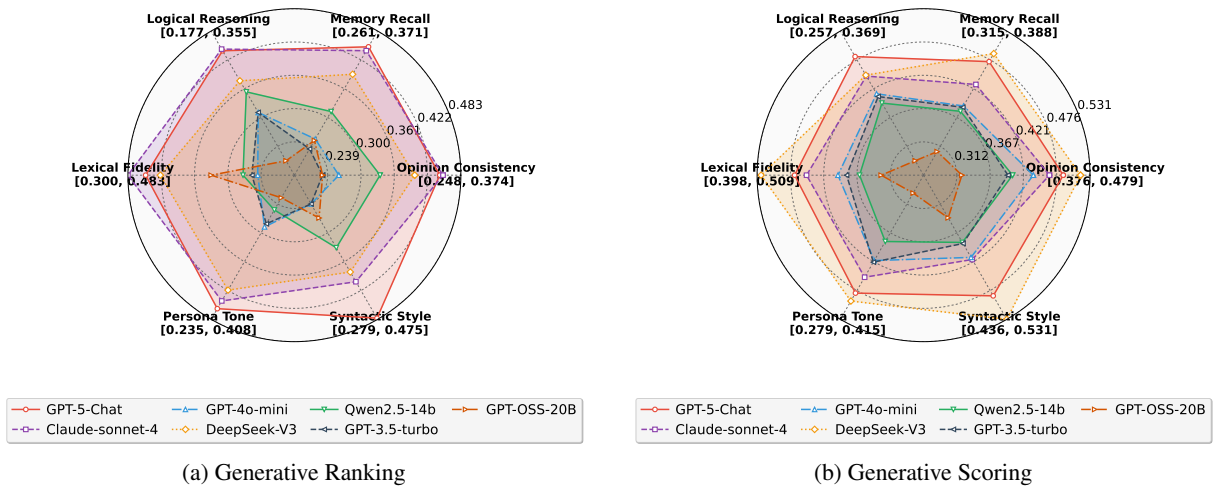 Logical Reasoning
[0.177, 0.355]
Memory Recall
[0.261, 0.371]
0.483
0.422
0.361
0.300
0.239
Lexical Fidelity
[0.300, 0.483]
Opinion Consistency
[0.248, 0.374]
Persona Tone
[0.235, 0.408]
Syntactic Style
[0.279, 0.475]
GPT-5-Chat
GPT-4o-mini
Qwen2.5-14b
GPT-OSS-20B
Claude-sonnet-4
DeepSeek-V3
GPT-3.5-turbo
(a) Generative Ranking
Logical Reasoning
[0.257, 0.369]
Memory Recall
[0.315, 0.388]
0.531
0.476
0.421
0.367
0.312
Lexical Fidelity
[0.398, 0.509]
Opinion Consistency
[0.376, 0.479]
Persona Tone
[0.279, 0.415]
Syntactic Style
[0.436, 0.531]
GPT-5-Chat
GPT-4o-mini
Qwen2.5-14b
GPT-OSS-20B
Claude-sonnet-4
DeepSeek-V3
GPT-3.5-turbo
(b) Generative Scoring